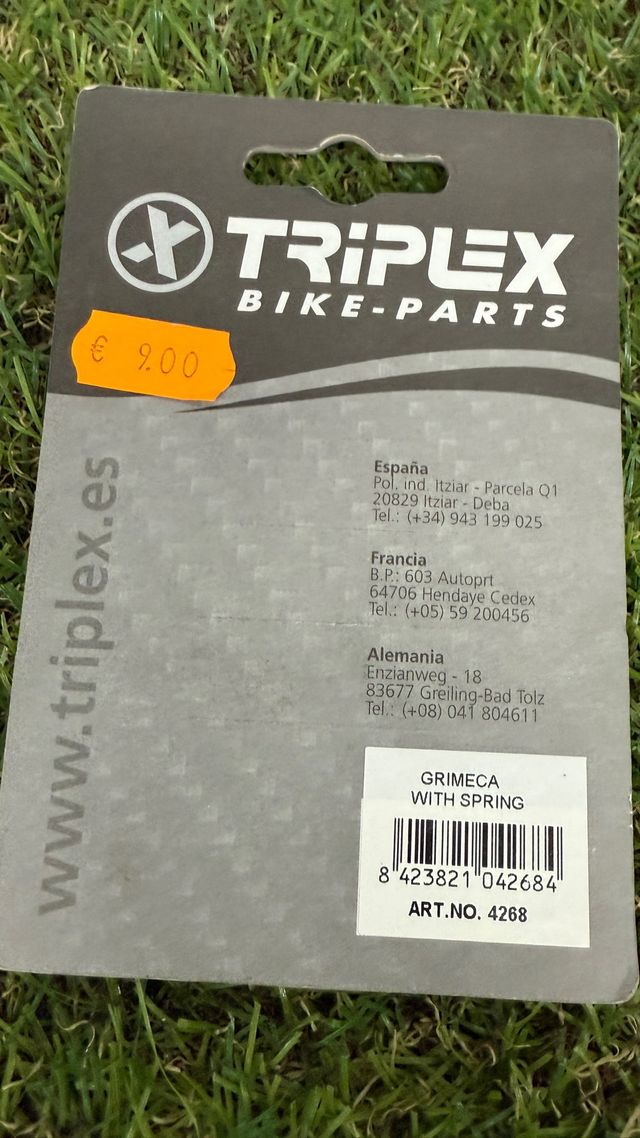 TRIPLEX
BIKE-PARTS
€ 9.00
www.triplex.es
España
Pol. ind. Itziar - Parcela Q1
20829 Itziar - Deba
Tel.: (+34) 943 199 025
Francia
B.P.: 603 Autoprt
64706 Hendaye Cedex
Tel.: (+05) 59 200456
Alemania
Enzianweg - 18
83677 Greiling-Bad Tolz
Tel.: (+08) 041 804611
GRIMECA
WITH SPRING
8 423821 042684
ART.NO. 4268